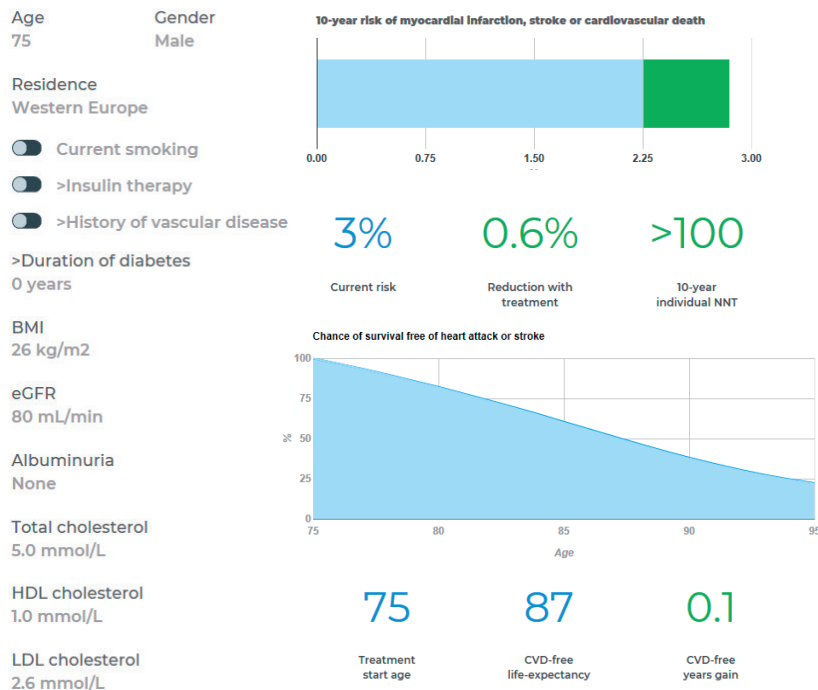 Age Gender
75 Male
Residence
Western Europe
Current smoking
>Insulin therapy
>History of vascular disease
>Duration of diabetes
0 years
BMI
26 kg/m2
eGFR
80 mL/min
Albuminuria
None
Total cholesterol
5.0 mmol/L
HDL cholesterol
1.0 mmol/L
LDL cholesterol
2.6 mmol/L
10-year risk of myocardial infarction, stroke or cardiovascular death
0.00 0.75 1.50 2.25 3.00
3% 0.6% >100
Current risk Reduction with 10-year
treatment individual NNT
Chance of survival free of heart attack or stroke
100
75
50
25
0
%
75 80 85 90 95
Age
75 87 0.1
Treatment CVD-free CVD-free
start age life-expectancy years gain